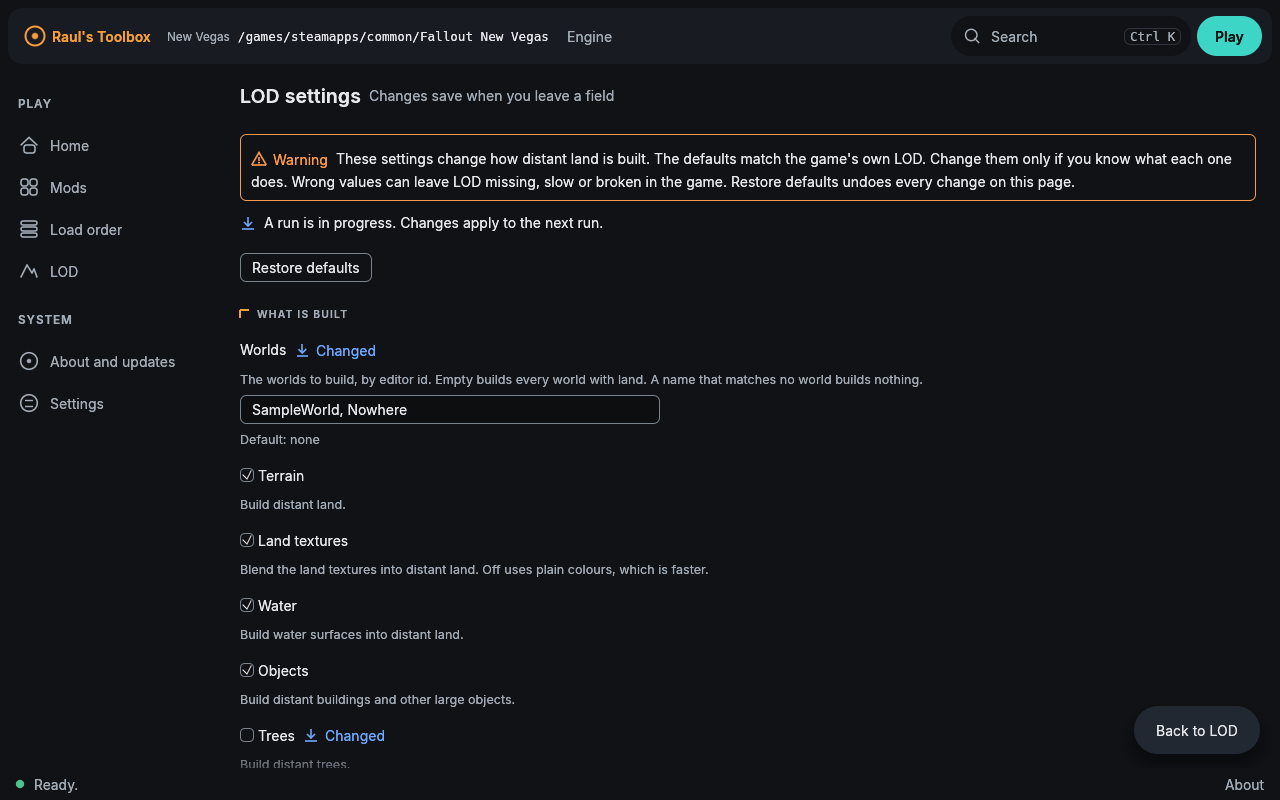 Raul's Toolbox New Vegas /games/steamapps/common/Fallout New Vegas Engine Search Ctrl K Play
PLAY
Home
Mods
Load order
LOD
SYSTEM
About and updates
Settings
LOD settings Changes save when you leave a field
Warning These settings change how distant land is built. The defaults match the game's own LOD. Change them only if you know what each one
does. Wrong values can leave LOD missing, slow or broken in the game. Restore defaults undoes every change on this page.
A run is in progress. Changes apply to the next run.
Restore defaults
WHAT IS BUILT
Worlds Changed
The worlds to build, by editor id. Empty builds every world with land. A name that matches no world builds nothing.
SampleWorld, Nowhere
Default: none
Terrain
Build distant land.
Land textures
Blend the land textures into distant land. Off uses plain colours, which is faster.
Water
Build water surfaces into distant land.
Objects
Build distant buildings and other large objects.
Trees Changed
Build distant trees.
Back to LOD
Ready.
About